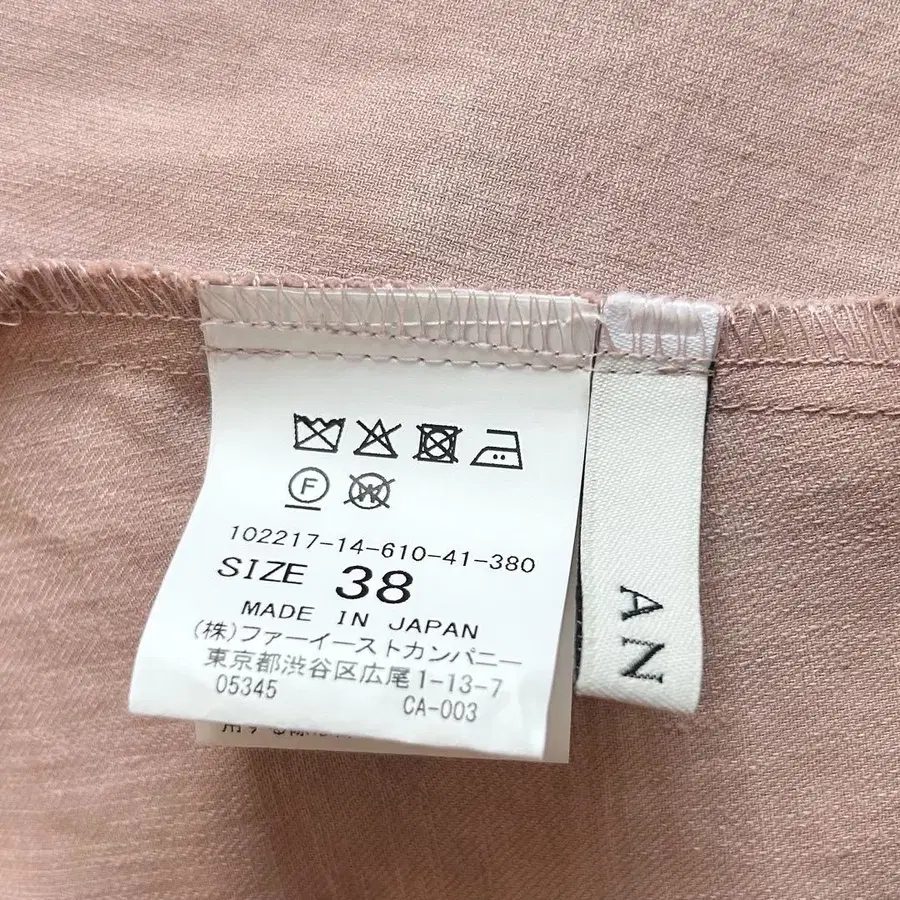 F
W
102217-14-610-41-380
SIZE 38
MADE IN JAPAN
(株)ファーイーストカンパニー
東京都渋谷区広尾1-13-7
05345 CA-003
AN